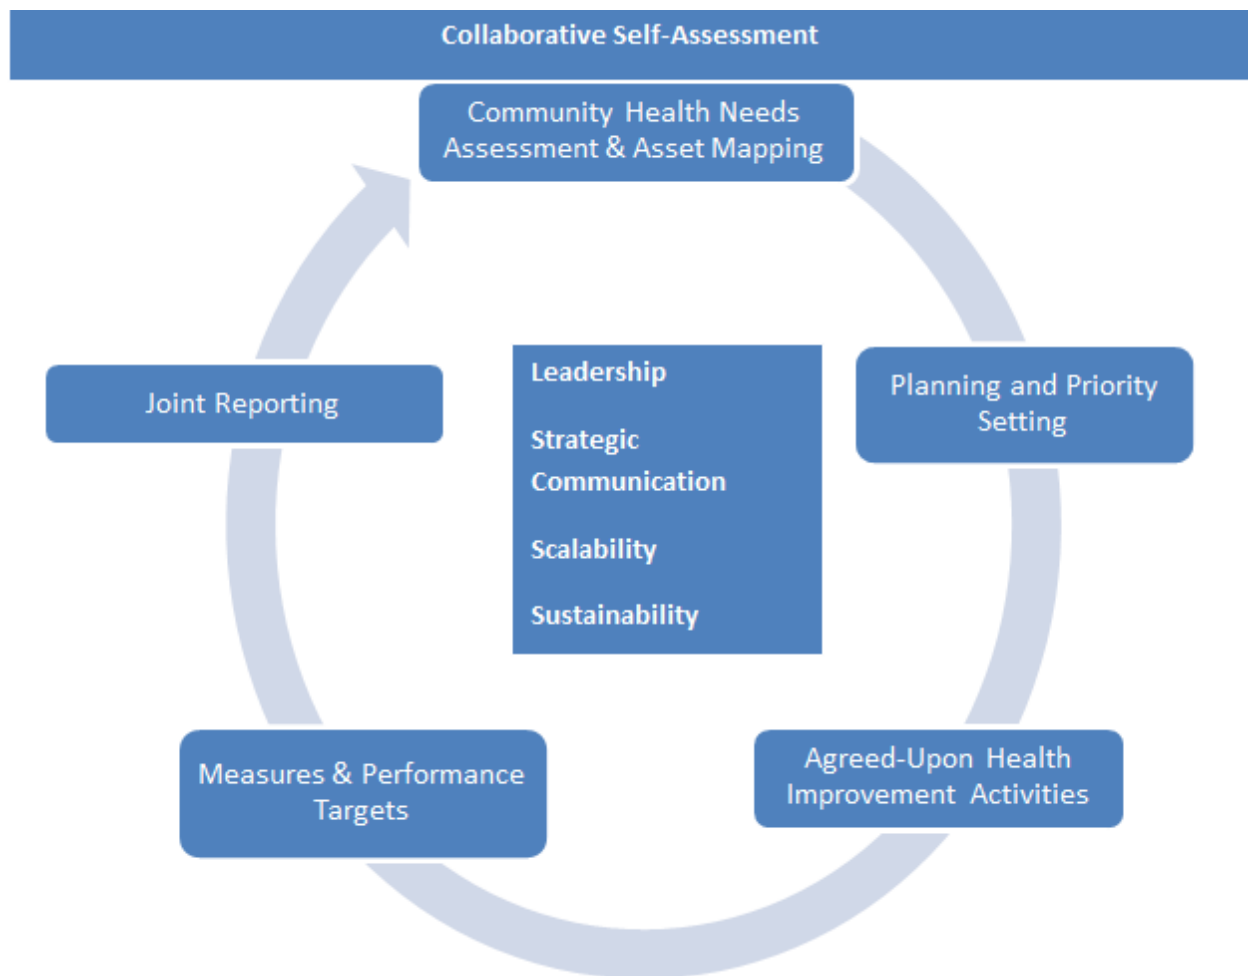 Collaborative Self-Assessment
Community Health Needs
Assessment & Asset Mapping
Joint Reporting
Leadership
Strategic
Communication
Scalability
Sustainability
Planning and Priority
Setting
Measures & Performance
Targets
Agreed-Upon Health
Improvement Activities